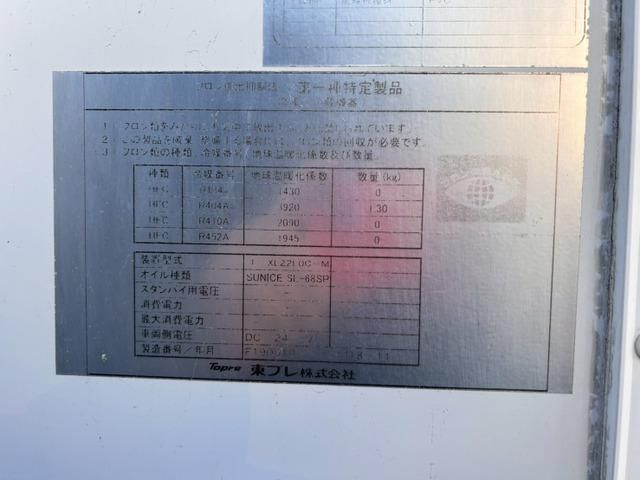 フロン排出抑制法 第一種特定製品
1. フロン類をみだりに大気中に放出することは禁じられています。
2. この製品を廃棄・整備する場合には、フロン類の回収が必要です。
3. フロン類の種類、冷媒番号、地球温暖化係数及び数量
種類 冷媒番号 地球温暖化係数 数量(kg)
HFC R134a 1430 0
HFC R404A 3920 1.30
HFC R410A 2090 0
HFC R452A 1945 0
装置型式 XL22LOC-M
オイル種類 SUNICE SL-68SP
スタンバイ用電圧 -
消費電力 -
最大消費電力 -
車両側電圧 DC 24 V
製造番号/年月
Topre 東プレ株式会社